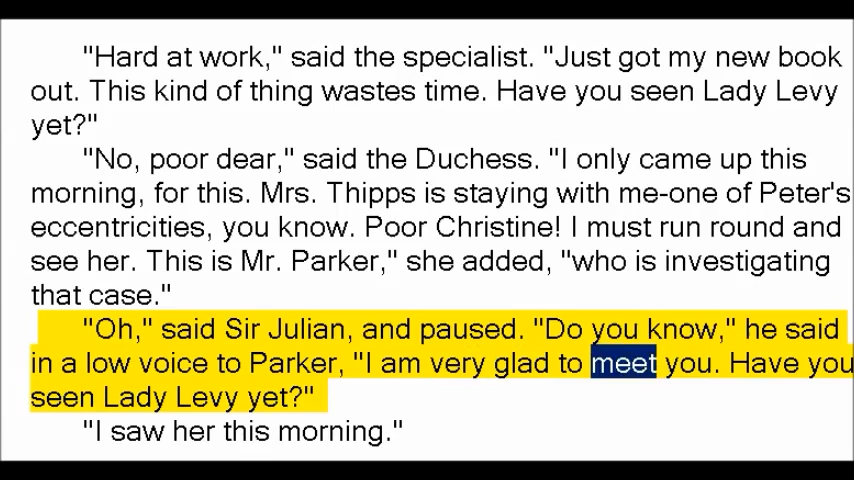 "Hard at work," said the specialist. "Just got my new book
out. This kind of thing wastes time. Have you seen Lady Levy
yet?"
"No, poor dear," said the Duchess. "I only came up this
morning, for this. Mrs. Thipps is staying with me-one of Peter's
eccentricities, you know. Poor Christine! I must run round and
see her. This is Mr. Parker," she added, "who is investigating
that case."
"Oh," said Sir Julian, and paused. "Do you know," he said
in a low voice to Parker, "I am very glad to meet you. Have you
seen Lady Levy yet?"
"I saw her this morning."